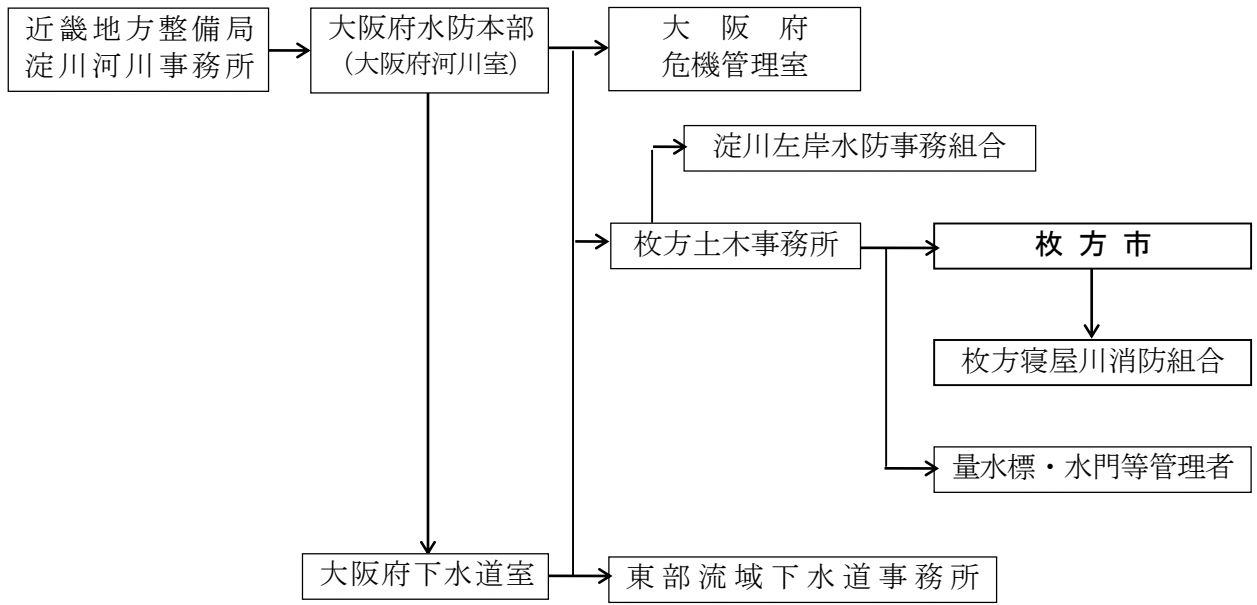 近畿地方整備局
淀川河川事務所
大阪府水防本部
（大阪府河川室）
大阪府
危機管理室
淀川左岸水防事務組合
枚方土木事務所
枚方市
枚方寝屋川消防組合
量水標・水門等管理者
大阪府下水道室
東部流域下水道事務所